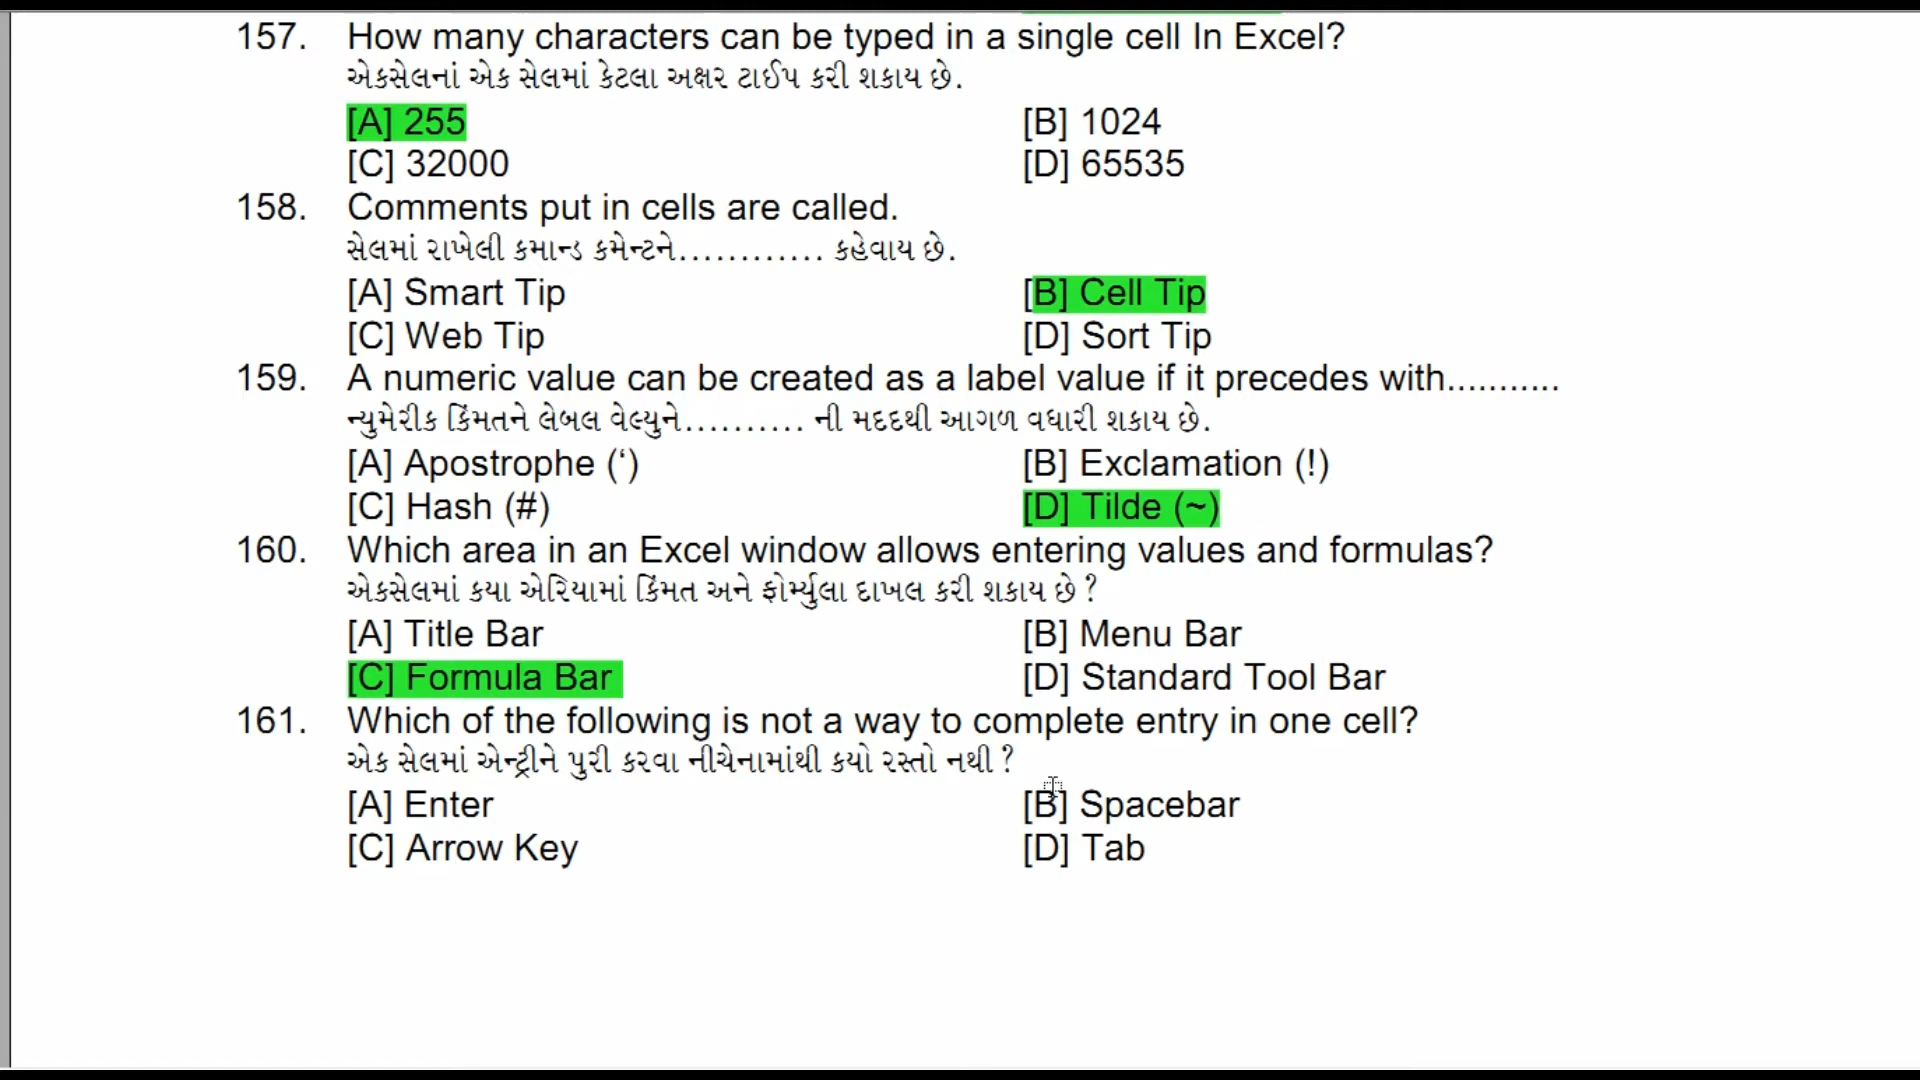 157. How many characters can be typed in a single cell In Excel?
એકસેલનાં એક સેલમાં કેટલા અક્ષર ટાઈપ કરી શકાય છે.
[A] 255 [B] 1024
[C] 32000 [D] 65535
158. Comments put in cells are called.
સેલમાં રાખેલી કમાન્ડ કમેન્ટને............ કહેવાય છે.
[A] Smart Tip [B] Cell Tip
[C] Web Tip [D] Sort Tip
159. A numeric value can be created as a label value if it precedes with...........
ન્યુમેરીક કિંમતને લેબલ વેલ્યુને.......... ની મદદથી આગળ વધારી શકાય છે.
[A] Apostrophe (‘) [B] Exclamation (!)
[C] Hash (#) [D] Tilde (~)
160. Which area in an Excel window allows entering values and formulas?
એકસેલમાં કયા એરિયામાં કિંમત અને ફોર્મ્યુલા દાખલ કરી શકાય છે ?
[A] Title Bar [B] Menu Bar
[C] Formula Bar [D] Standard Tool Bar
161. Which of the following is not a way to complete entry in one cell?
એક સેલમાં એન્ટ્રીને પુરી કરવા નીચેનામાંથી કયો રસ્તો નથી ?
[A] Enter [B] Spacebar
[C] Arrow Key [D] Tab